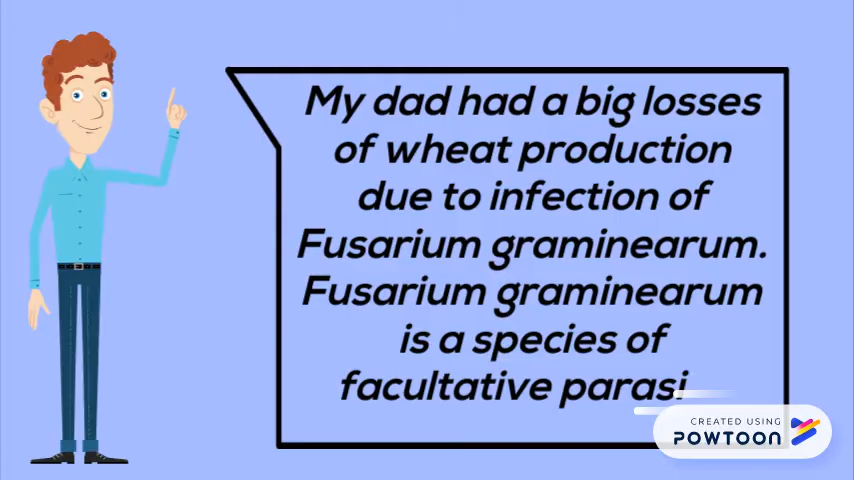 My dad had a big losses
of wheat production
due to infection of
Fusarium graminearum.
Fusarium graminearum
is a species of
facultative parasi
CREATED USING
POWTOON